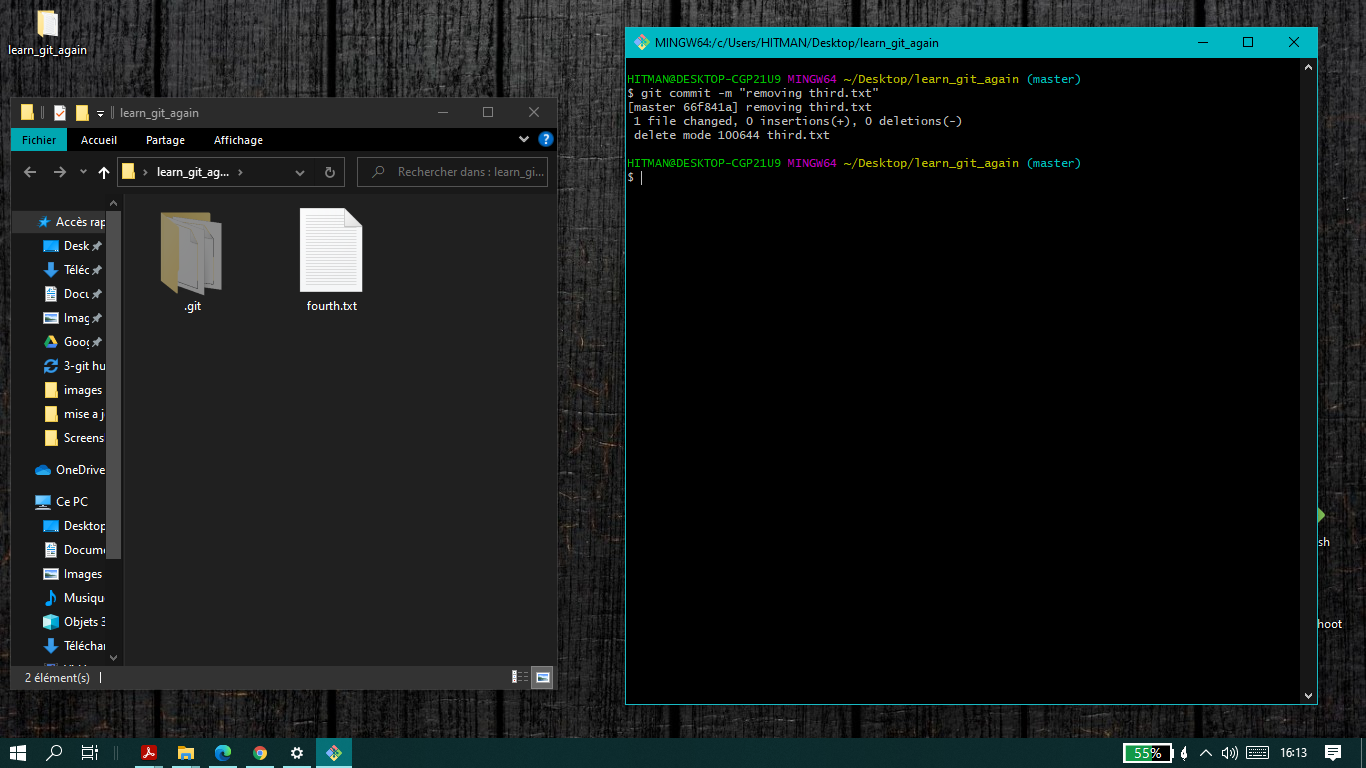 learn_git_again
learn_git_again
Fichier Accueil Partage Affichage
learn_git_ag...
Rechercher dans : learn_gi...
Accès rap
Desk
Téléc
Docu
Imag
Goog
3-git hu
images
mise a j
Screens
OneDrive
Ce PC
Desktop
Docume
Images
Musique
Objets 3
Téléchar
.git
fourth.txt
2 élément(s)
MINGW64:/c/Users/HITMAN/Desktop/learn_git_again
HITMAN@DESKTOP-CGP21U9 MINGW64 ~/Desktop/learn_git_again (master)
$ git commit -m "removing third.txt"
[master 66f841a] removing third.txt
1 file changed, 0 insertions(+), 0 deletions(-)
delete mode 100644 third.txt
HITMAN@DESKTOP-CGP21U9 MINGW64 ~/Desktop/learn_git_again (master)
$
sh
hoot
55%
16:13